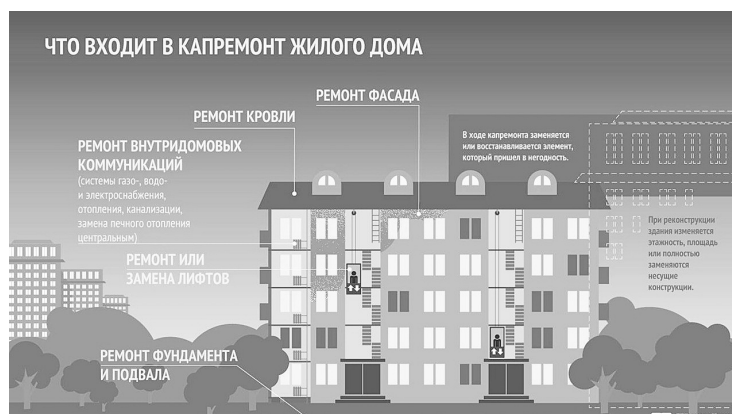 ЧТО ВХОДИТ В КАПРЕМОНТ ЖИЛОГО ДОМА
РЕМОНТ ФАСАДА
РЕМОНТ КРОВЛИ
В ходе капремонта заменяется
или восстанавливается элемент,
который пришел в негодность.
РЕМОНТ ВНУТРИДОМОВЫХ
КОММУНИКАЦИЙ
(системы газо-, водо-
и электроснабжения,
отопления, канализации,
замена печного отопления
центральным)
При реконструкции
здания изменяется
этажность, площадь
или полностью
заменяются
несущие
конструкции.
РЕМОНТ ИЛИ
ЗАМЕНА ЛИФТОВ
РЕМОНТ ФУНДАМЕНТА
И ПОДВАЛА